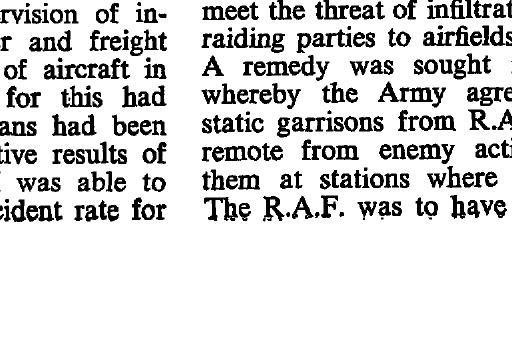 rvision of in-
r and freight
of aircraft in
for this had
ans had been
tive results of
was able to
cident rate for
meet the threat of infiltrat
raiding parties to airfields
A remedy was sought
whereby the Army agre
static garrisons from R.A
remote from enemy acti
them at stations where
The R.A.F. was to have